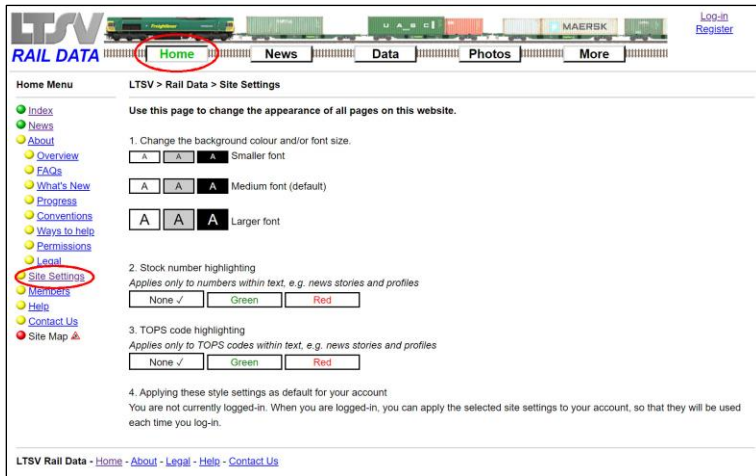 LTSV
RAIL DATA
Freightliner
UASC
MAERSK
Log-in
Register
Home
News
Data
Photos
More
Home Menu
Index
News
About
Overview
FAQs
What's New
Progress
Conventions
Ways to help
Permissions
Legal
Site Settings
Members
Help
Contact Us
Site Map
LTSV > Rail Data > Site Settings
Use this page to change the appearance of all pages on this website.
1. Change the background colour and/or font size.
A A A Smaller font
A A A Medium font (default)
A A A Larger font
2. Stock number highlighting
Applies only to numbers within text, e.g. news stories and profiles
None ✓ Green Red
3. TOPS code highlighting
Applies only to TOPS codes within text, e.g. news stories and profiles
None ✓ Green Red
4. Applying these style settings as default for your account
You are not currently logged-in. When you are logged-in, you can apply the selected site settings to your account, so that they will be used
each time you log-in.
LTSV Rail Data - Home - About - Legal - Help - Contact Us